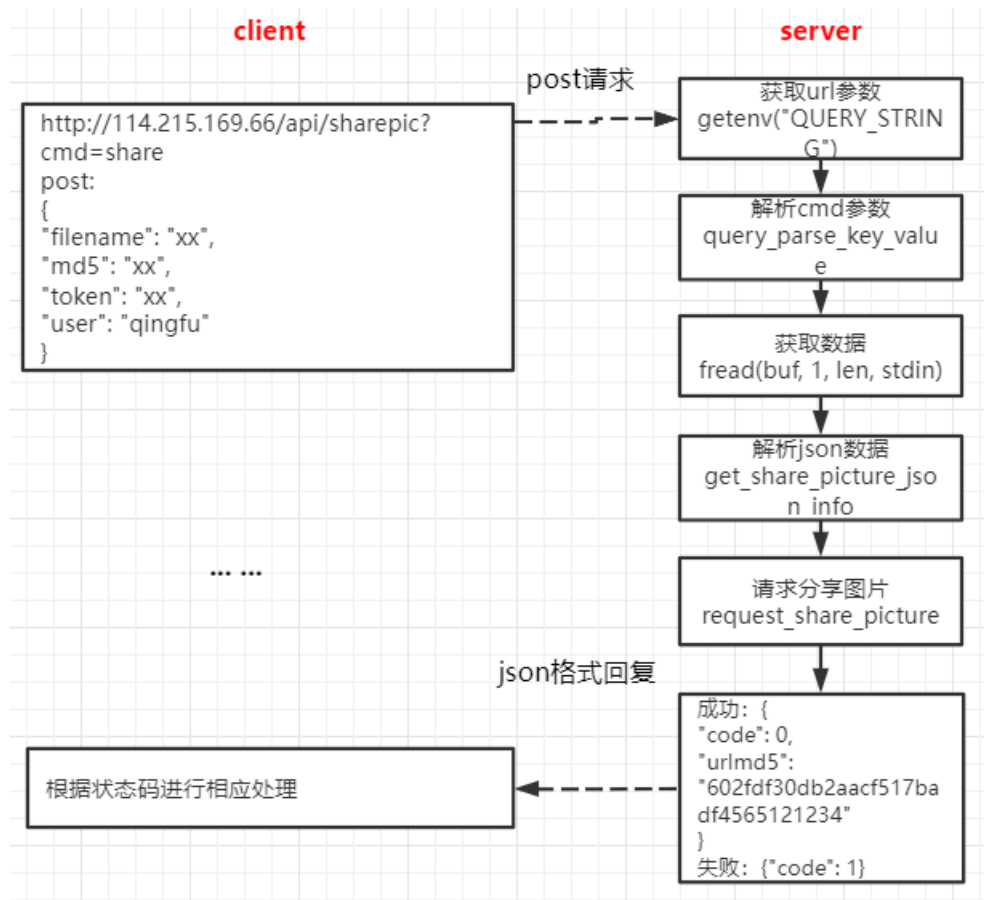 client
server
post请求
http://114.215.169.66/api/sharepic?
cmd=share
post:
{
"filename": "xx",
"md5": "xx",
"token": "xx",
"user": "qingfu"
}
获取url参数
getenv("QUERY_STRIN
G")
解析cmd参数
query_parse_key_valu
e
获取数据
fread(buf, 1, len, stdin)
解析json数据
get_share_picture_jso
n_info
... ...
请求分享图片
request_share_picture
json格式回复
成功：{
"code": 0,
"urlmd5":
"602fdf30db2aacf517ba
df4565121234"
}
失败：{"code": 1}
根据状态码进行相应处理